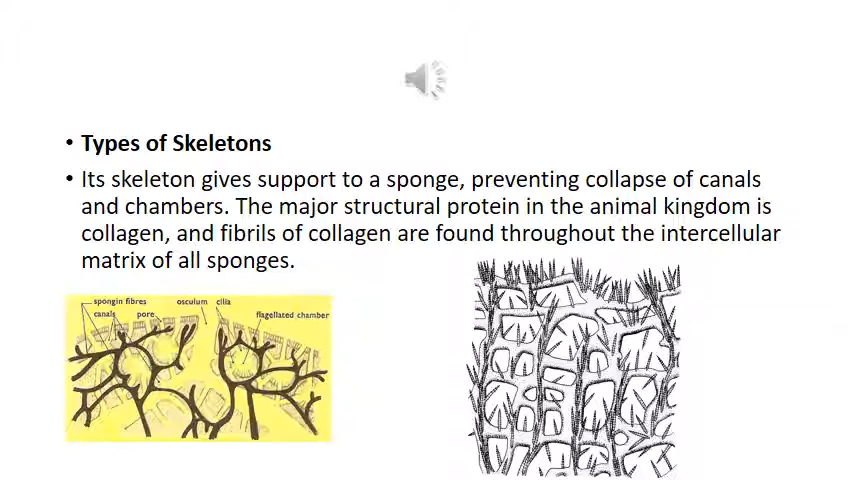 • Types of Skeletons
• Its skeleton gives support to a sponge, preventing collapse of canals
and chambers. The major structural protein in the animal kingdom is
collagen, and fibrils of collagen are found throughout the intercellular
matrix of all sponges.
spongin fibres osculum cilia
canals pore flagellated chamber